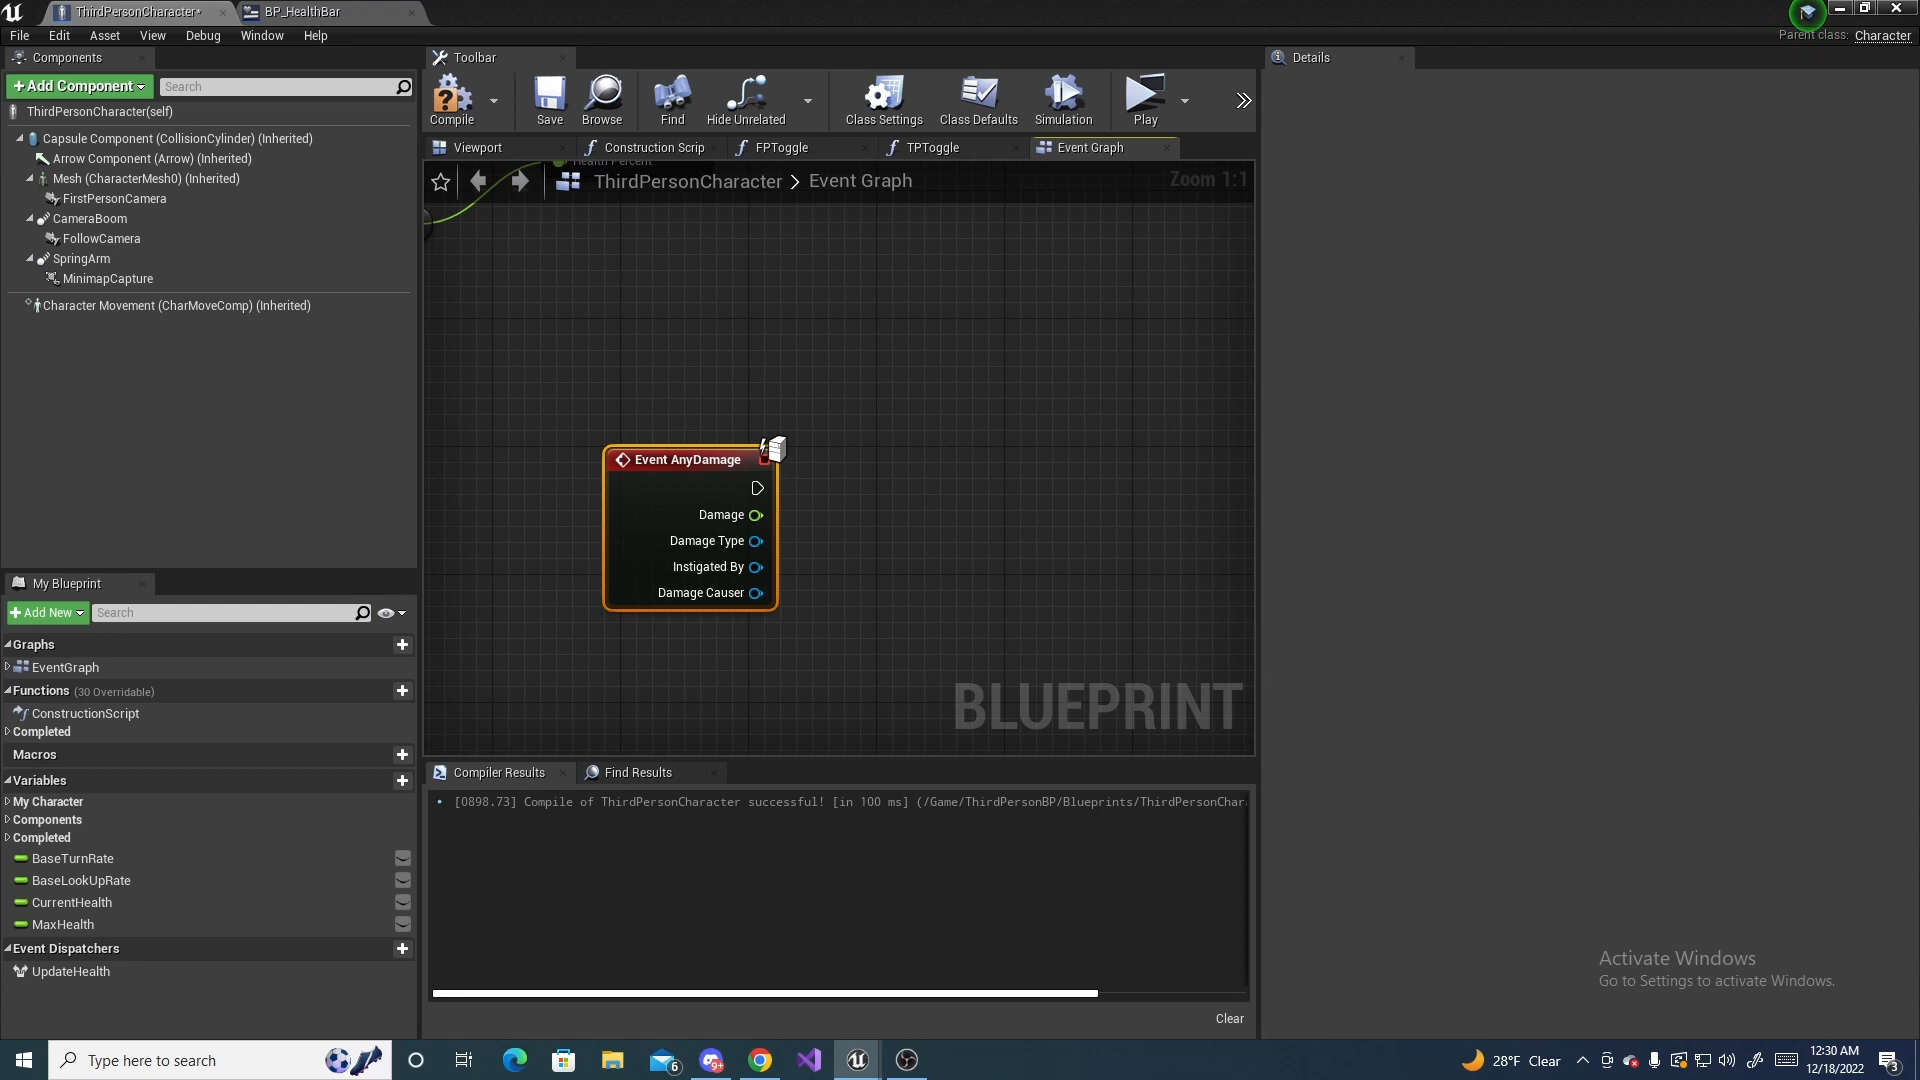 ThirdPersonCharacter*
BP_HealthBar
File Edit Asset View Debug Window Help
Parent class: Character
Components
Toolbar
Details
+ Add Component
Search
ThirdPersonCharacter(self)
Capsule Component (CollisionCylinder) (Inherited)
Arrow Component (Arrow) (Inherited)
Mesh (CharacterMesh0) (Inherited)
FirstPersonCamera
CameraBoom
FollowCamera
SpringArm
MinimapCapture
Character Movement (CharMoveComp) (Inherited)
Compile
Save
Browse
Find
Hide Unrelated
Class Settings
Class Defaults
Simulation
Play
Viewport
Construction Scrip
FPToggle
TPToggle
Event Graph
Health Percent
ThirdPersonCharacter > Event Graph
Zoom 1:1
Event AnyDamage
Damage
Damage Type
Instigated By
Damage Causer
BLUEPRINT
My Blueprint
+ Add New
Search
Graphs
EventGraph
Functions (30 Overridable)
ConstructionScript
Completed
Macros
Variables
My Character
Components
Completed
BaseTurnRate
BaseLookUpRate
CurrentHealth
MaxHealth
Event Dispatchers
UpdateHealth
Compiler Results
Find Results
• [0898.73] Compile of ThirdPersonCharacter successful! [in 100 ms] (/Game/ThirdPersonBP/Blueprints/ThirdPersonChar
Clear
Activate Windows
Go to Settings to activate Windows.
Type here to search
6
9+
28°F Clear
12:30 AM
12/18/2022
3